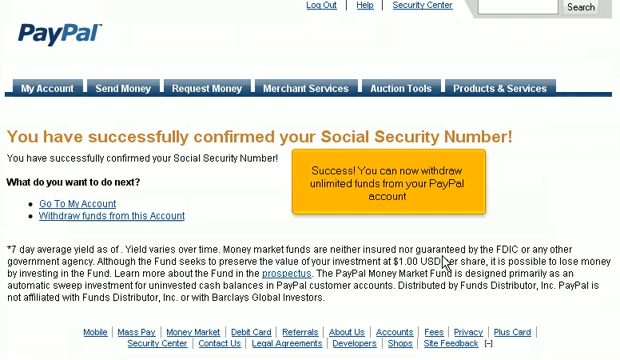 Log Out | Help | Security Center
Search
PayPal
My Account Send Money Request Money Merchant Services Auction Tools Products & Services
You have successfully confirmed your Social Security Number!
You have successfully confirmed your Social Security Number!
Success! You can now withdraw
unlimited funds from your PayPal
account
What do you want to do next?
• Go To My Account
• Withdraw funds from this Account
*7 day average yield as of . Yield varies over time. Money market funds are neither insured nor guaranteed by the FDIC or any other
government agency. Although the Fund seeks to preserve the value of your investment at $1.00 USD per share, it is possible to lose money
by investing in the Fund. Learn more about the Fund in the prospectus. The PayPal Money Market Fund is designed primarily as an
automatic sweep investment for uninvested cash balances in PayPal customer accounts. Distributed by Funds Distributor, Inc. PayPal is
not affiliated with Funds Distributor, Inc. or with Barclays Global Investors.
Mobile | Mass Pay | Money Market | Debit Card | Referrals | About Us | Accounts | Fees | Privacy | Plus Card |
Security Center | Contact Us | Legal Agreements | Developers | Shops | Site Feedback [–]